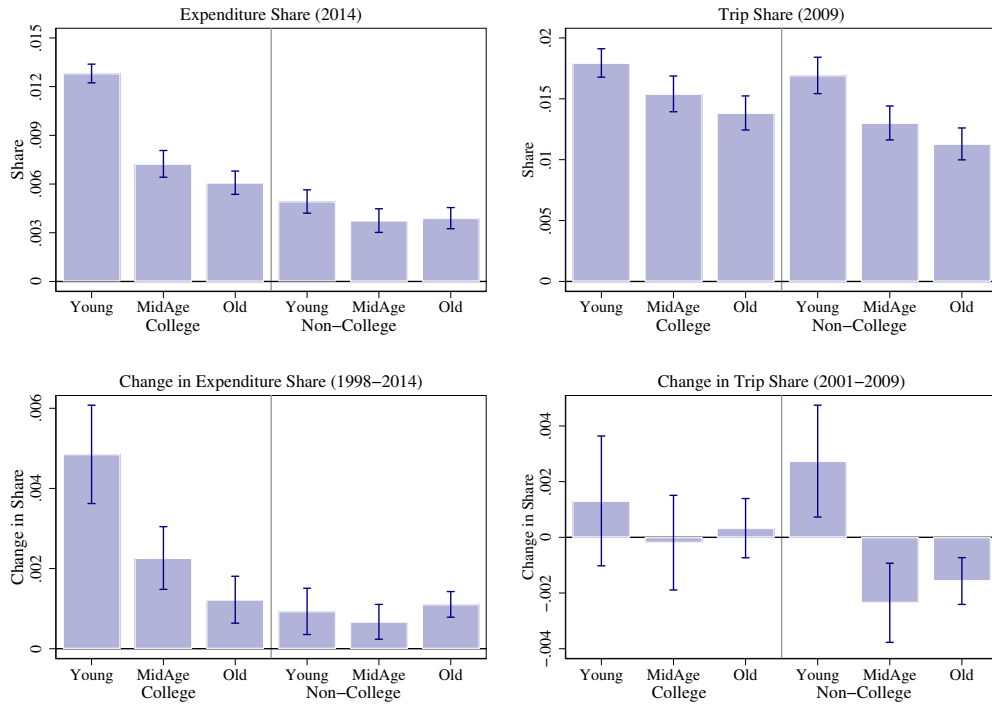 Expenditure Share (2014)
Share
.015
.012
.009
.006
.003
0
Young MidAge Old Young MidAge Old
College Non−College
Trip Share (2009)
Share
.02
.015
.01
.005
0
Young MidAge Old Young MidAge Old
College Non−College
Change in Expenditure Share (1998−2014)
Change in Share
.006
.004
.002
0
Young MidAge Old Young MidAge Old
College Non−College
Change in Trip Share (2001−2009)
Change in Share
.004
.002
0
−.002
−.004
Young MidAge Old Young MidAge Old
College Non−College